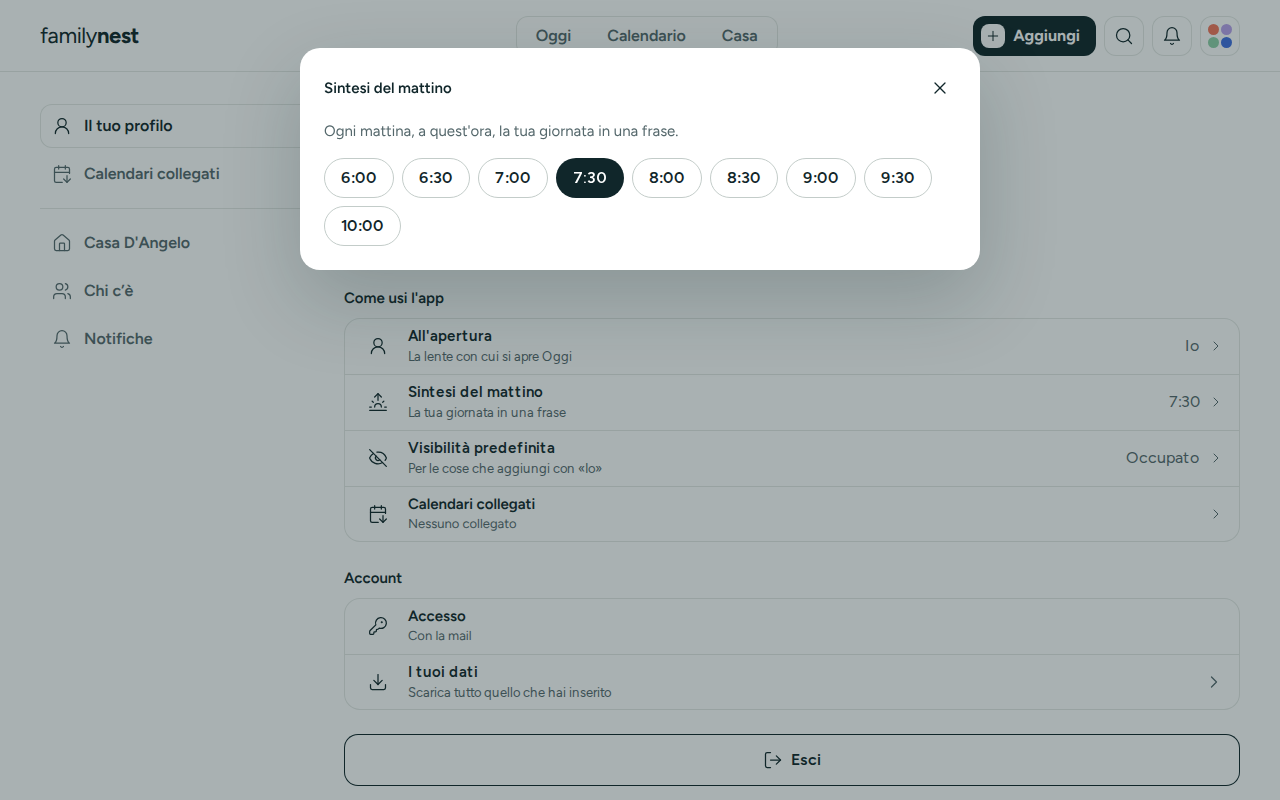 familynest
Oggi Calendario Casa
Aggiungi
Sintesi del mattino
Ogni mattina, a quest'ora, la tua giornata in una frase.
6:00 6:30 7:00 7:30 8:00 8:30 9:00 9:30
10:00
Il tuo profilo
Calendari collegati
Casa D'Angelo
Chi c’è
Notifiche
Come usi l'app
All'apertura
La lente con cui si apre Oggi
Io
Sintesi del mattino
La tua giornata in una frase
7:30
Visibilità predefinita
Per le cose che aggiungi con «Io»
Occupato
Calendari collegati
Nessuno collegato
Account
Accesso
Con la mail
I tuoi dati
Scarica tutto quello che hai inserito
Esci